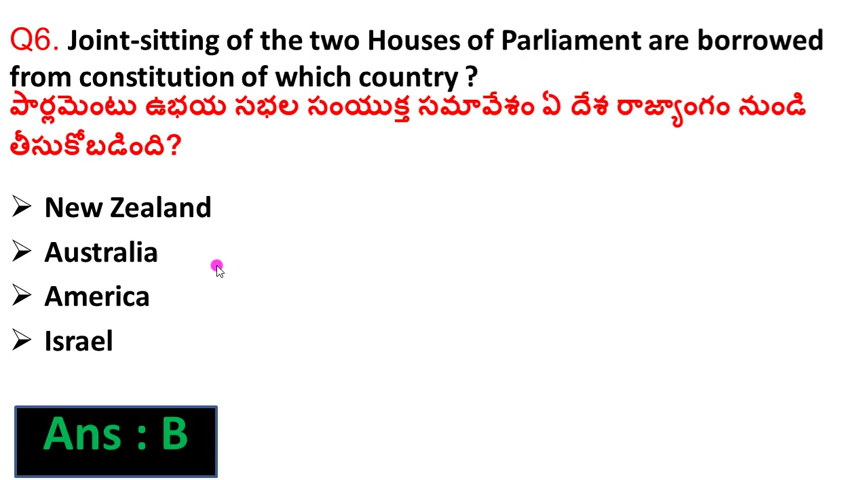 Q6. Joint-sitting of the two Houses of Parliament are borrowed
from constitution of which country ?
పార్లమెంటు ఉభయ సభల సంయుక్త సమావేశం ఏ దేశ రాజ్యాంగం నుండి
తీసుకోబడింది?
➢ New Zealand
➢ Australia
➢ America
➢ Israel
Ans : B